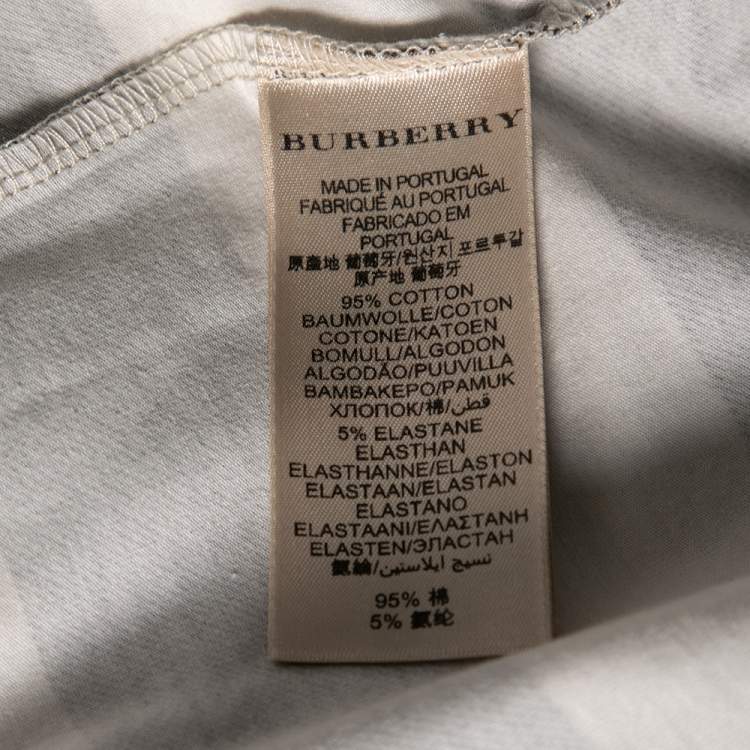 BURBERRY
MADE IN PORTUGAL
FABRIQUÉ AU PORTUGAL
FABRICADO EM
PORTUGAL
原產地 葡萄牙/원산지 포르투갈
原产地 葡萄牙
95% COTTON
BAUMWOLLE/COTON
COTONE/KATOEN
BOMULL/ALGODON
ALGODÃO/PUUVILLA
BAMBAKEPO/PAMUK
ХЛОПОК/棉/قطن
5% ELASTANE
ELASTHAN
ELASTHANNE/ELASTON
ELASTAAN/ELASTAN
ELASTANO
ELASTAANI/ΕΛΑΣΤΑΝΗ
ELASTEN/ЭЛАСТАН
氨綸/نسيج ايلاستين
95% 棉
5% 氨纶